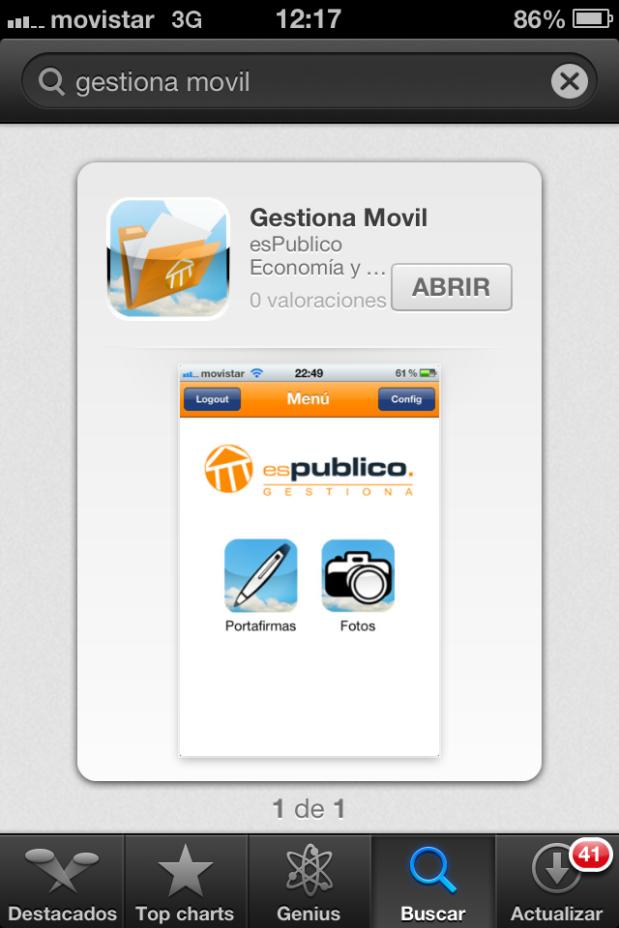 movistar 3G 12:17 86%
gestiona movil
Gestiona Movil
esPublico
Economía y ...
0 valoraciones
ABRIR
movistar 22:49 61%
Logout Menú Config
espublico.
GESTIONA
Portafirmas Fotos
1 de 1
41
Destacados Top charts Genius Buscar Actualizar